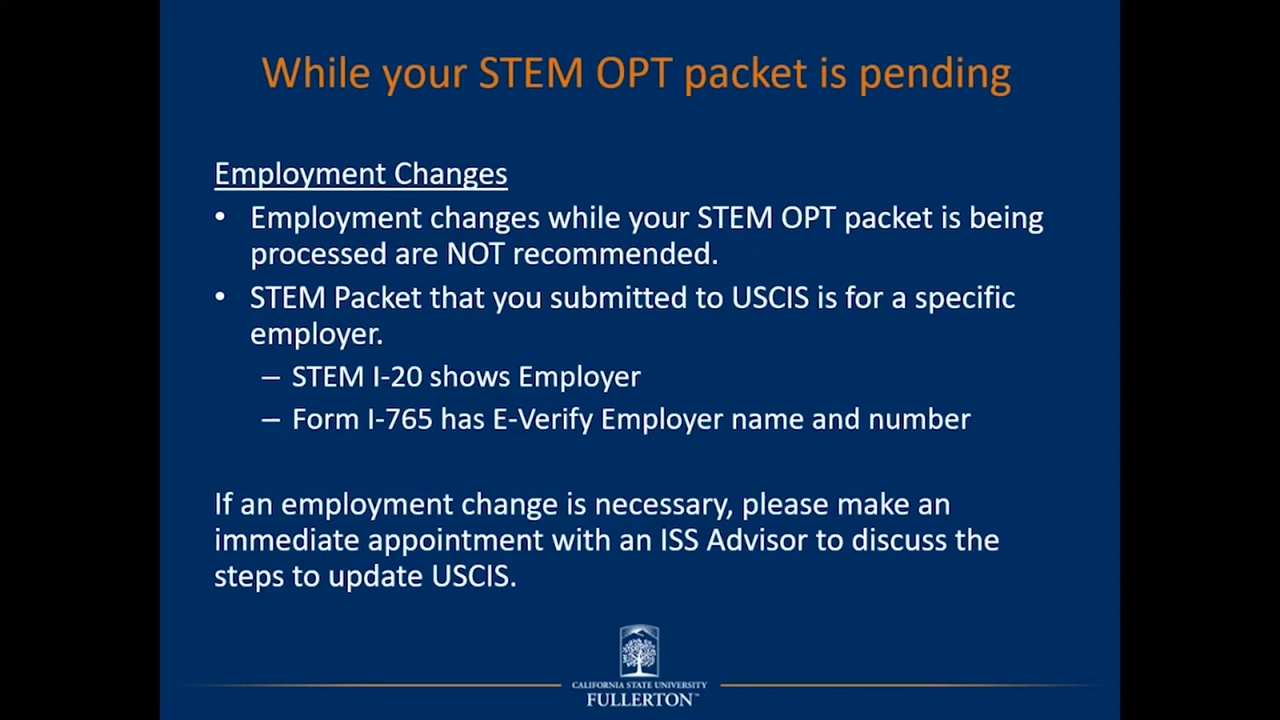 While your STEM OPT packet is pending
Employment Changes
• Employment changes while your STEM OPT packet is being
processed are NOT recommended.
• STEM Packet that you submitted to USCIS is for a specific
employer.
– STEM I-20 shows Employer
– Form I-765 has E-Verify Employer name and number
If an employment change is necessary, please make an
immediate appointment with an ISS Advisor to discuss the
steps to update USCIS.
CALIFORNIA STATE UNIVERSITY
FULLERTON™